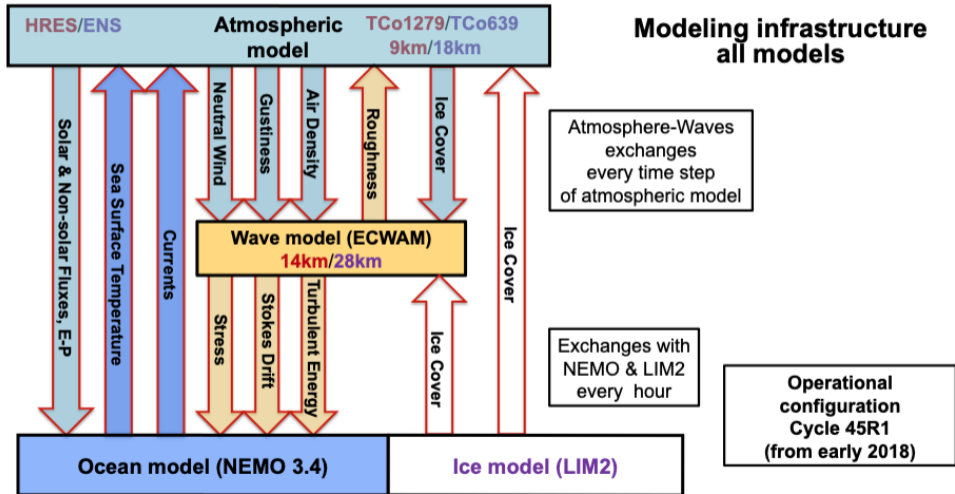 Modeling infrastructure
all models
HRES/ENS
Atmospheric
model
TCo1279/TCo639
9km/18km
Solar & Non-solar Fluxes, E-P
Sea Surface Temperature
Currents
Neutral Wind
Gustiness
Air Density
Roughness
Ice Cover
Ice Cover
Atmosphere-Waves
exchanges
every time step
of atmospheric model
Wave model (ECWAM)
14km/28km
Stress
Stokes Drift
Turbulent Energy
Ice Cover
Exchanges with
NEMO & LIM2
every hour
Operational
configuration
Cycle 45R1
(from early 2018)
Ocean model (NEMO 3.4)
Ice model (LIM2)